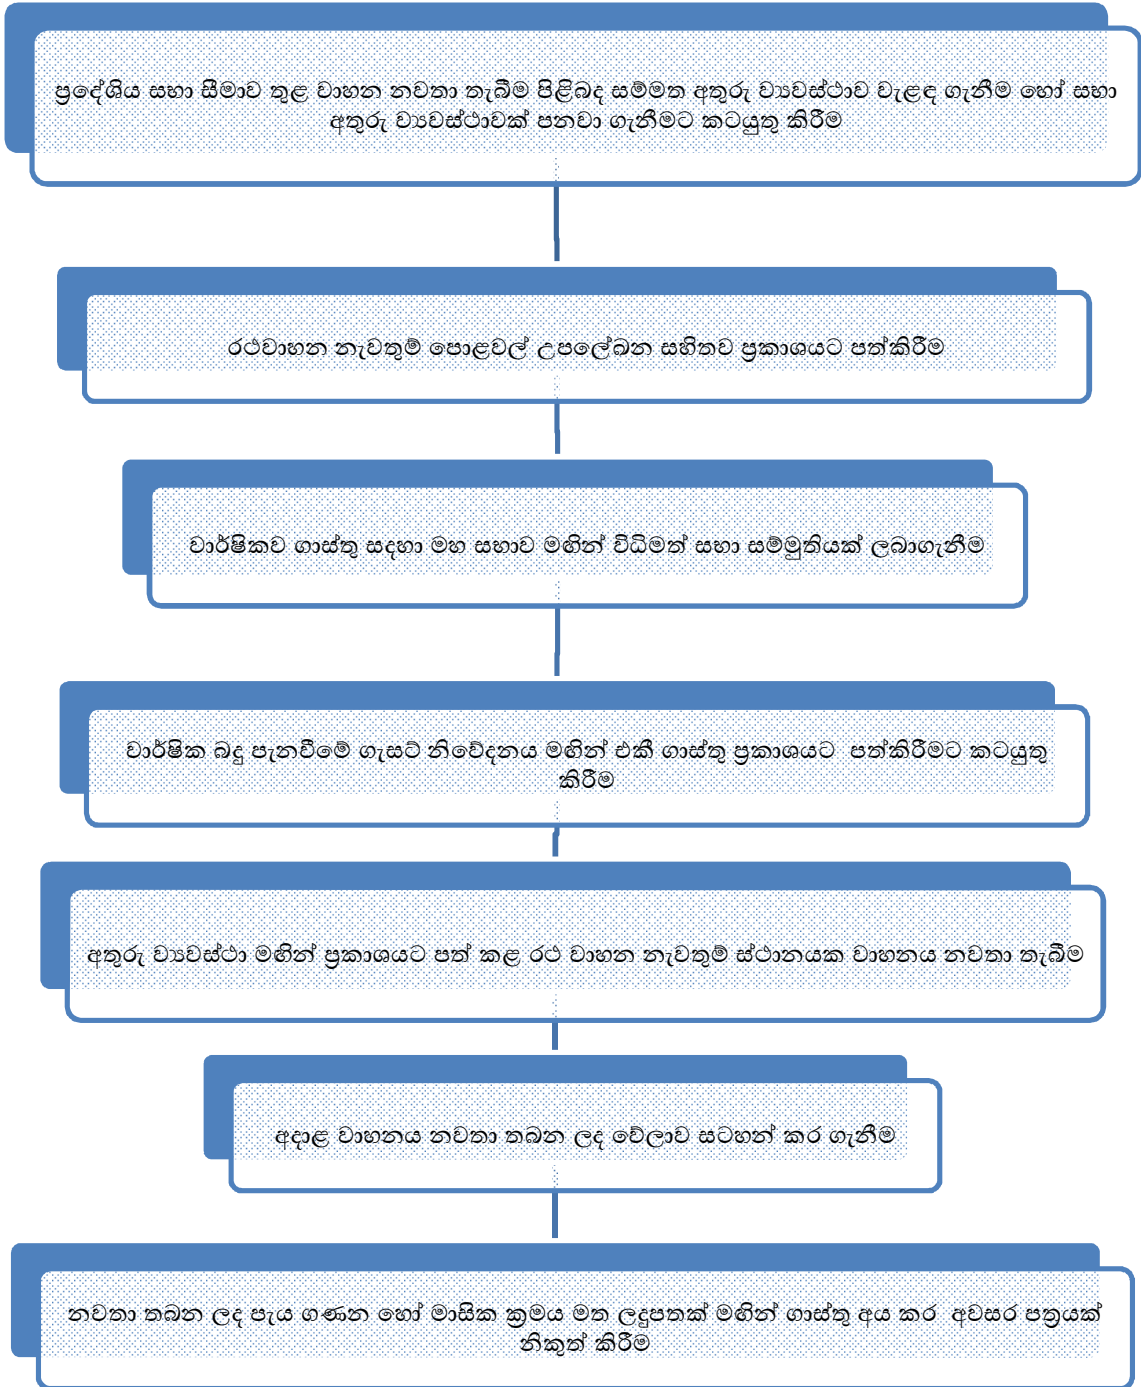 ප්‍රදේශිය සභා සීමාව තුළ වාහන නවතා තැබීම පිළිබද සම්මත අතුරු ව්‍යවස්ථාව වැළඳ ගැනීම හෝ සභා
අතුරු ව්‍යවස්ථාවක් පනවා ගැනීමට කටයුතු කිරීම
රථවාහන නැවතුම් පොළවල් උපලේඛන සහිතව ප්‍රකාශයට පත්කිරීම
වාර්ෂිකව ගාස්තු සදහා මහ සභාව මඟින් විධිමත් සභා සම්මුතියක් ලබාගැනීම
වාර්ෂික බදු පැනවීමේ ගැසට් නිවේදනය මඟින් එකී ගාස්තු ප්‍රකාශයට  පත්කිරීමට කටයුතු
කිරීම
අතුරු ව්‍යවස්ථා මඟින් ප්‍රකාශයට පත් කළ රථ වාහන නැවතුම් ස්ථානයක වාහනය නවතා තැබීම
අදාළ වාහනය නවතා තබන ලද වේලාව සටහන් කර ගැනීම
නවතා තබන ලද පැය ගණන හෝ මාසික ක්‍රමය මත ලදුපතක් මඟින් ගාස්තු අය කර  අවසර පත්‍රයක්
නිකුත් කිරීම